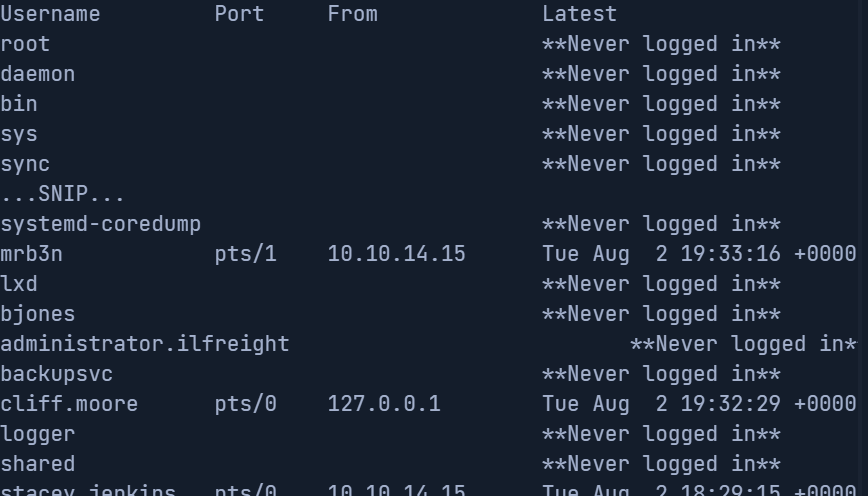 Username         Port    From             Latest
root                                       **Never logged in**
daemon                                     **Never logged in**
bin                                        **Never logged in**
sys                                        **Never logged in**
sync                                       **Never logged in**
...SNIP...
systemd-coredump                           **Never logged in**
mrb3n            pts/1    10.10.14.15      Tue Aug  2 19:33:16 +0000
lxd                                        **Never logged in**
bjones                                     **Never logged in**
administrator.ilfreight                           **Never logged in*
backupsvc                                  **Never logged in**
cliff.moore      pts/0    127.0.0.1        Tue Aug  2 19:32:29 +0000
logger                                     **Never logged in**
shared                                     **Never logged in**
stacey.jenkins   pts/0    10.10.14.15      Tue Aug  2 18:29:15 +0000